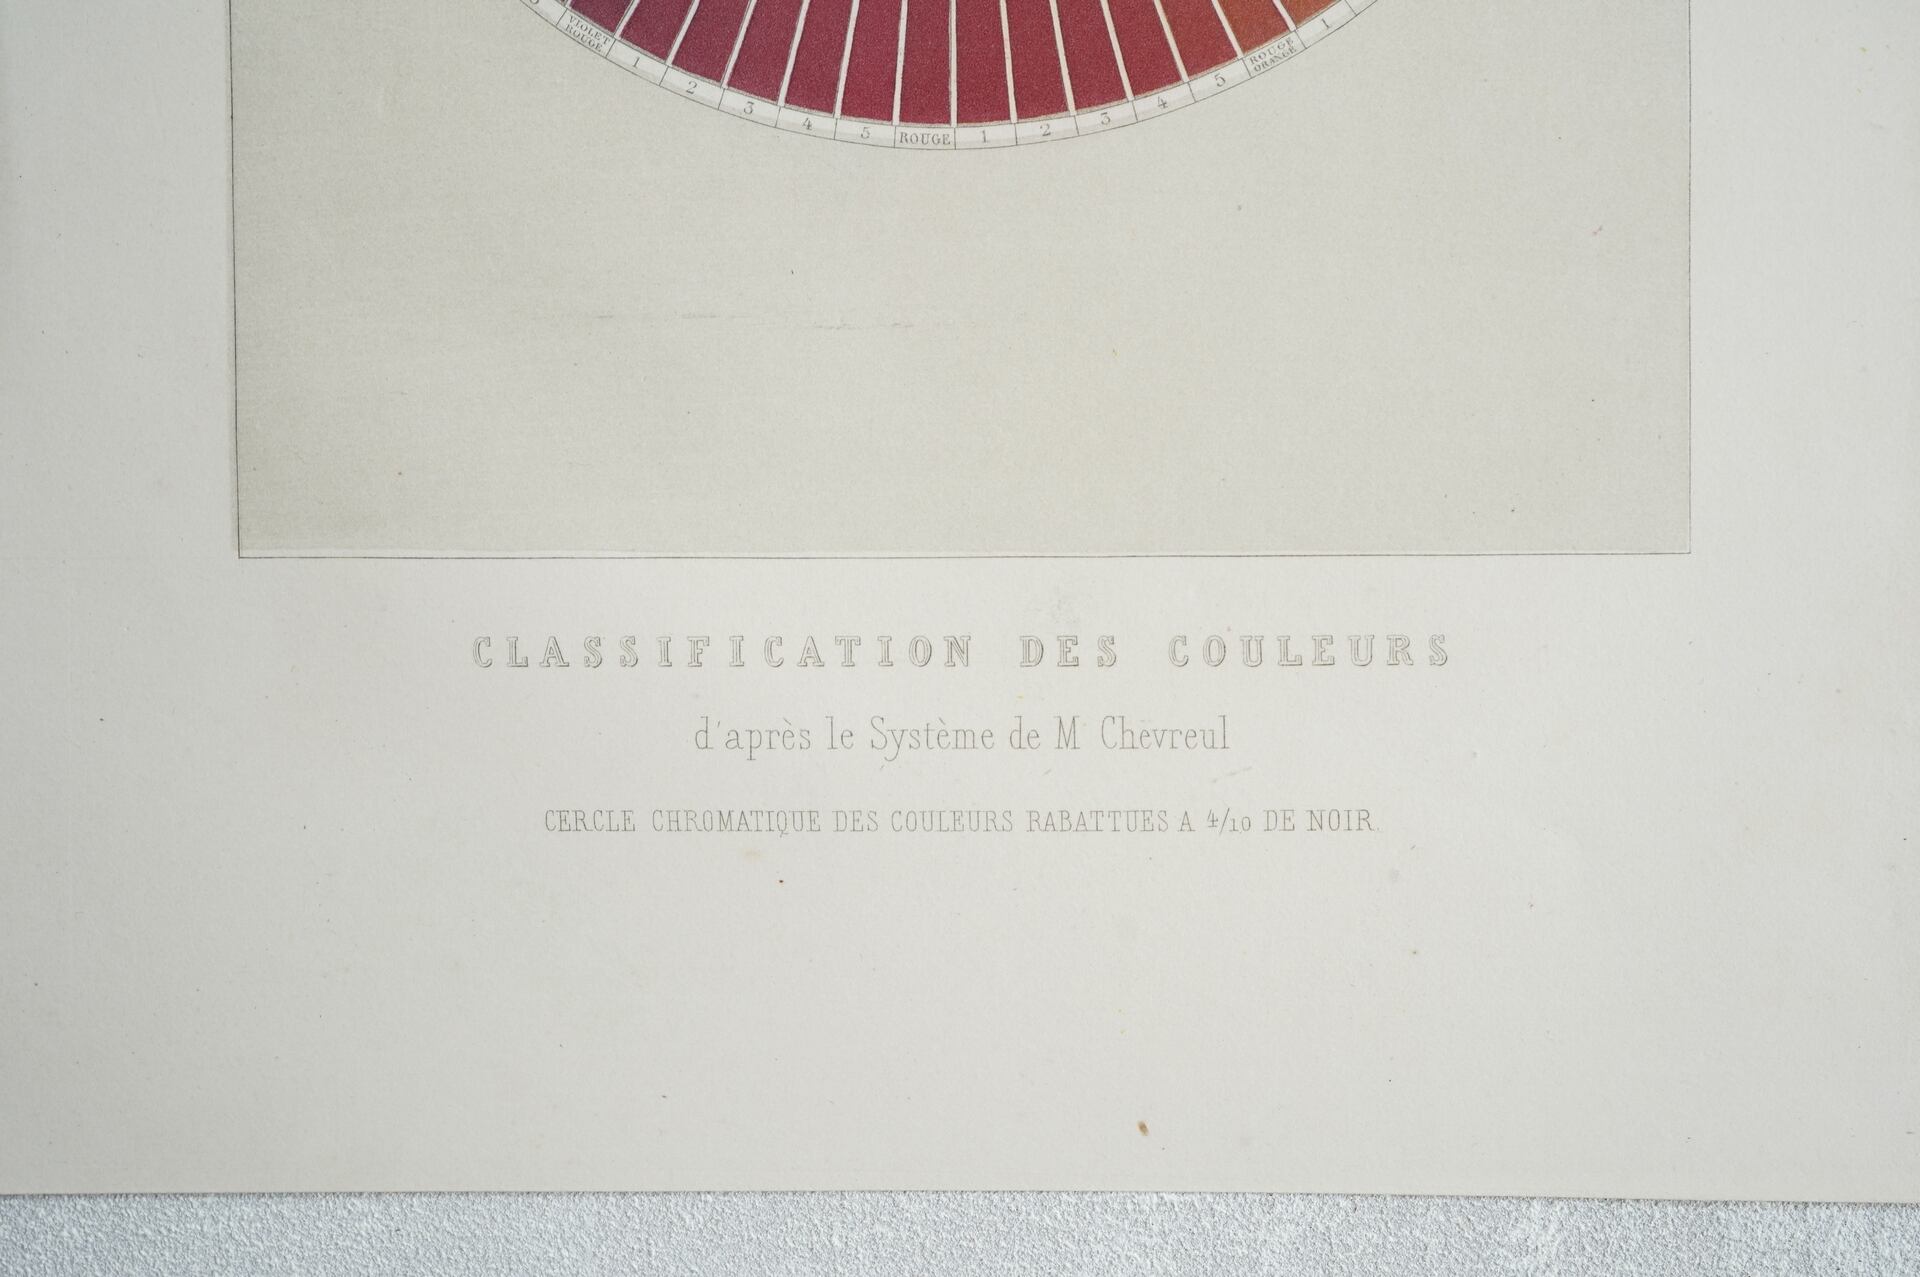 VIOLET
ROUGE
1
2
3
4
5
ROUGE
1
2
3
4
5
ROUGE
ORANGÉ
1
CLASSIFICATION DES COULEURS
d'après le Système de M Chevreul
CERCLE CHROMATIQUE DES COULEURS RABATTUES A 4/10 DE NOIR.